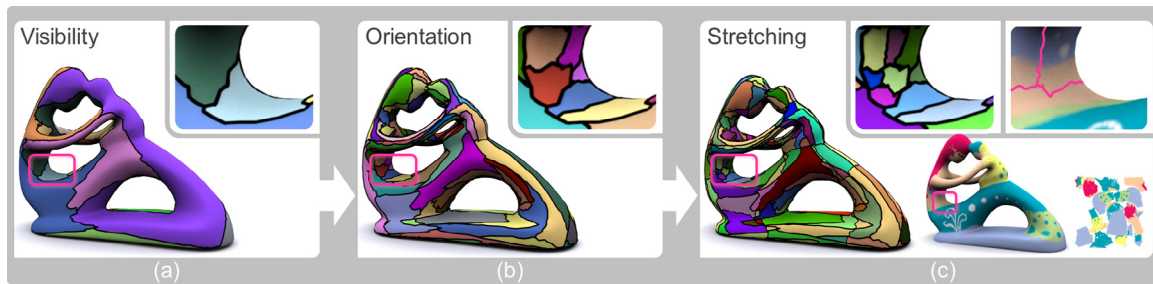 Visibility
Orientation
Stretching
(a)
(b)
(c)